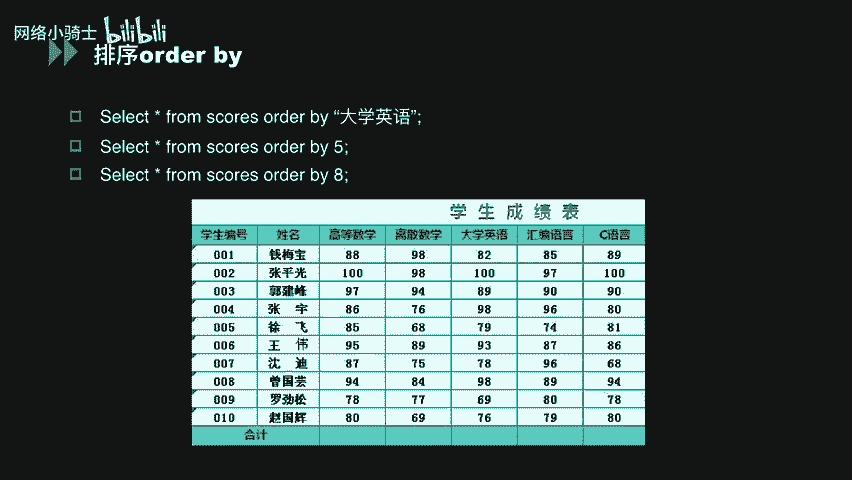 网络小骑士 bilibili
排序order by
Select * from scores order by “大学英语”;
Select * from scores order by 5;
Select * from scores order by 8;
学生成绩表
学生编号 姓名 高等数学 离散数学 大学英语 汇编语言 C语言
001 钱梅宝 88 98 82 85 89
002 张平光 100 98 100 97 100
003 郭建峰 97 94 89 90 90
004 张 宇 86 76 98 96 80
005 徐 飞 85 68 79 74 81
006 王 伟 95 89 93 87 86
007 沈 迪 87 75 78 96 68
008 曾国芸 94 84 98 89 94
009 罗劲松 78 77 69 80 78
010 赵国辉 80 69 76 79 80
合计